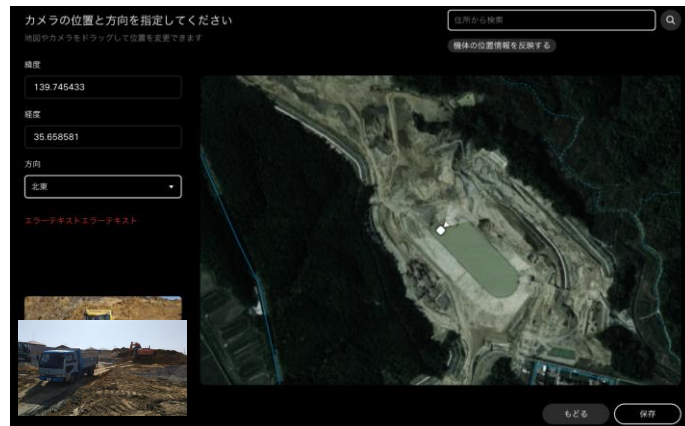 カメラの位置と方向を指定してください
地図やカメラをドラッグして位置を変更できます
住所から検索
機体の位置情報を反映する
緯度
139.745433
経度
35.658581
方向
北東
エラーテキストエラーテキスト
もどる
保存